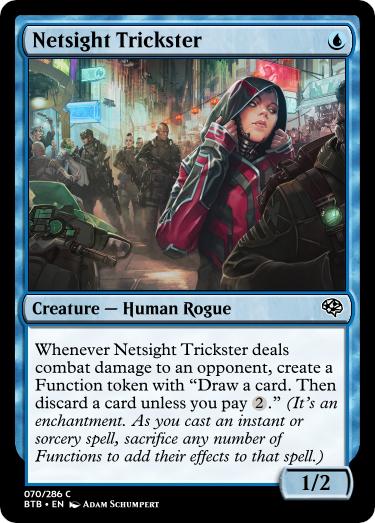 Netsight Trickster
Creature — Human Rogue
Whenever Netsight Trickster deals
combat damage to an opponent, create a
Function token with “Draw a card. Then
discard a card unless you pay 2.” (It’s an
enchantment. As you cast an instant or
sorcery spell, sacrifice any number of
Functions to add their effects to that spell.)
1/2
070/286 C
BTB • EN Adam Schumpert